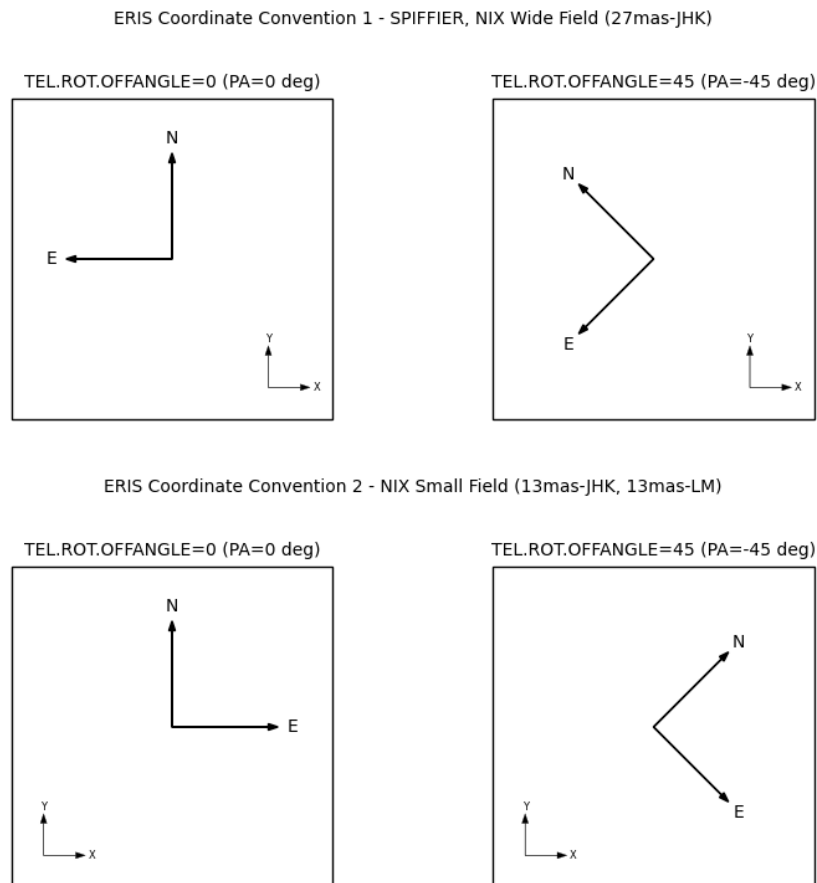 ERIS Coordinate Convention 1 - SPIFFIER, NIX Wide Field (27mas-JHK)
TEL.ROT.OFFANGLE=0 (PA=0 deg)
TEL.ROT.OFFANGLE=45 (PA=-45 deg)
N
E
Y
X
N
E
Y
X
ERIS Coordinate Convention 2 - NIX Small Field (13mas-JHK, 13mas-LM)
TEL.ROT.OFFANGLE=0 (PA=0 deg)
TEL.ROT.OFFANGLE=45 (PA=-45 deg)
N
E
Y
X
N
E
Y
X